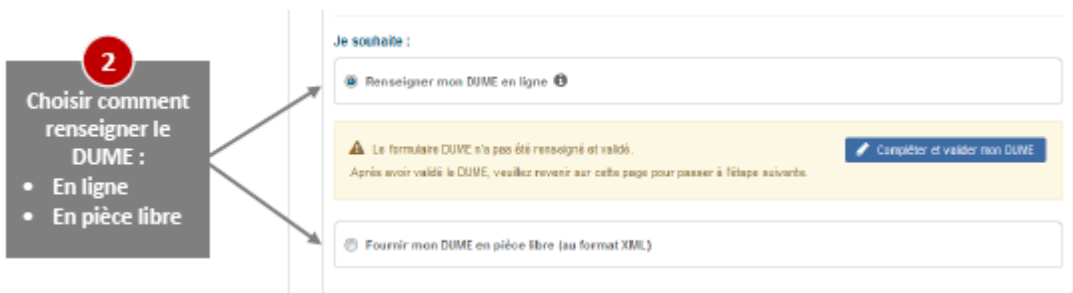 2
Choisir comment
renseigner le
DUME :
• En ligne
• En pièce libre
Je souhaite :
Renseigner mon DUME en ligne
Le formulaire DUME n'a pas été renseigné et validé.
Après avoir validé le DUME, veuillez revenir sur cette page pour passer à l'étape suivante.
Compléter et valider mon DUME
Fournir mon DUME en pièce libre (au format XML)